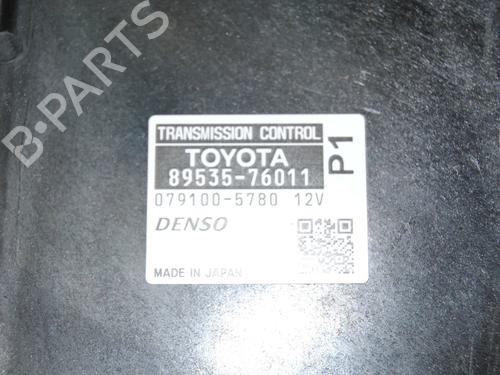 B-PARTS
TRANSMISSION CONTROL
TOYOTA
89535-76011
P1
079100-5780 12V
DENSO
MADE IN JAPAN